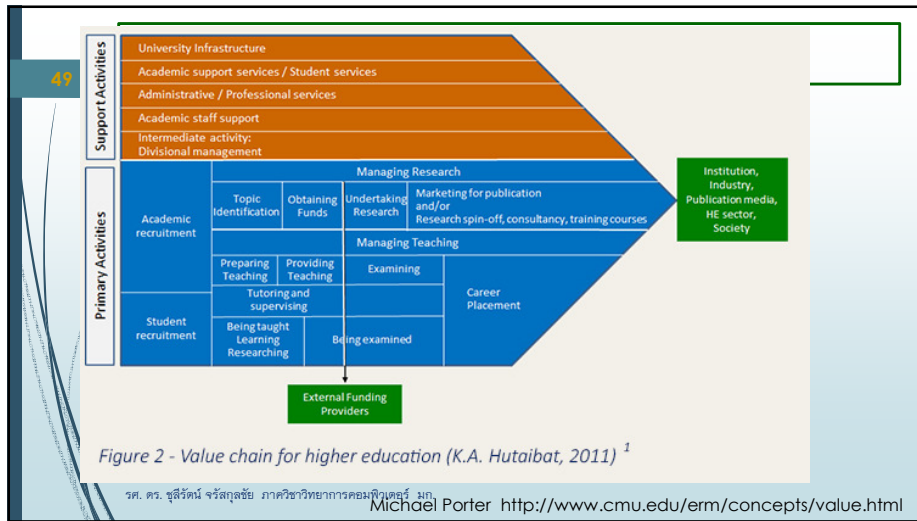 49
Support Activities
University Infrastructure
Academic support services / Student services
Administrative / Professional services
Academic staff support
Intermediate activity:
Divisional management
Primary Activities
Academic
recruitment
Student
recruitment
Managing Research
Topic
Identification
Obtaining
Funds
Undertaking
Research
Marketing for publication
and/or
Research spin-off, consultancy, training courses
Managing Teaching
Preparing
Teaching
Providing
Teaching
Examining
Tutoring and
supervising
Being taught
Learning
Researching
Being examined
Career
Placement
Institution,
Industry,
Publication media,
HE sector,
Society
External Funding
Providers
Figure 2 - Value chain for higher education (K.A. Hutaibat, 2011) 1
รศ. ดร. ชุลีรัตน์ จรัสกุลชัย ภาควิชาวิทยาการคอมพิวเตอร์ มก.
Michael Porter http://www.cmu.edu/erm/concepts/value.html